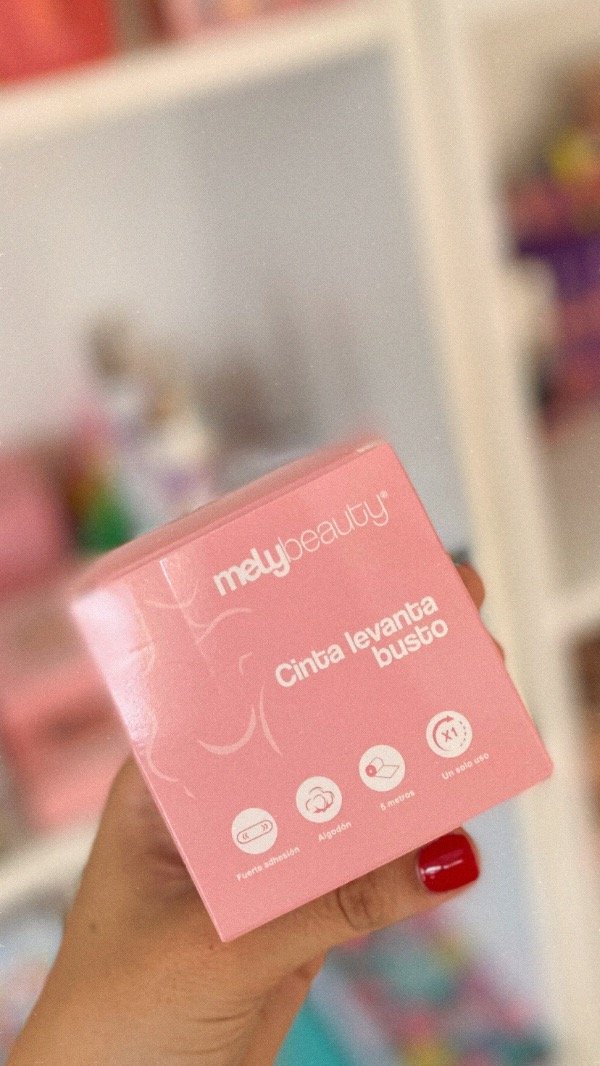 melybeauty®
Cinta levanta
busto
Fuerte adhesión
Algodón
5 metros
X1
Un solo uso